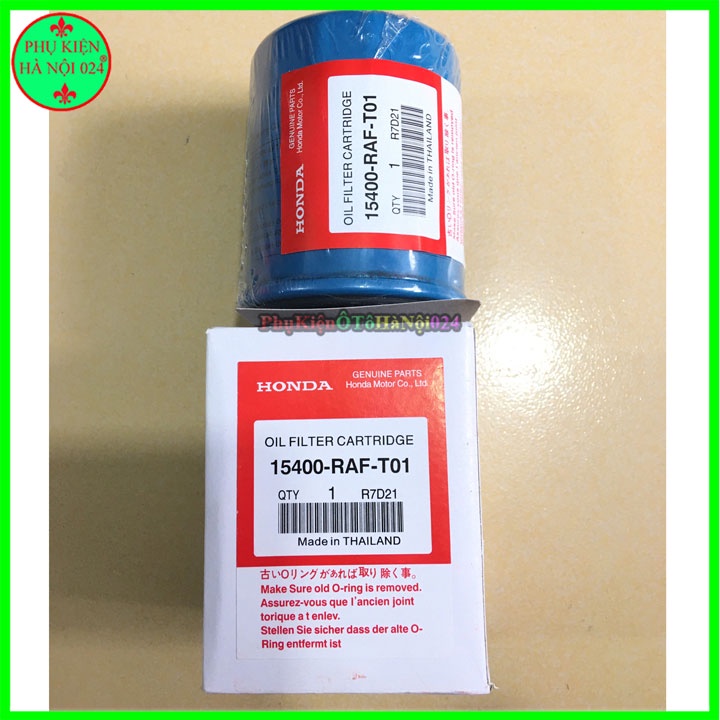 PHỤ KIỆN
HÀ NỘI 024
®
HONDA
GENUINE PARTS
Honda Motor Co., Ltd.
OIL FILTER CARTRIDGE
15400-RAF-T01
QTY 1 R7D21
Made in THAILAND
PhụKiệnÔTôHàNội024
HONDA
GENUINE PARTS
Honda Motor Co., Ltd.
OIL FILTER CARTRIDGE
15400-RAF-T01
QTY 1 R7D21
Made in THAILAND
古いOリングがあれば取り除く事。
Make Sure old O-ring is removed.
Assurez-vous que l'ancien joint
torique a t enlev.
Stellen Sie sicher dass der alte O-
Ring entfernt ist